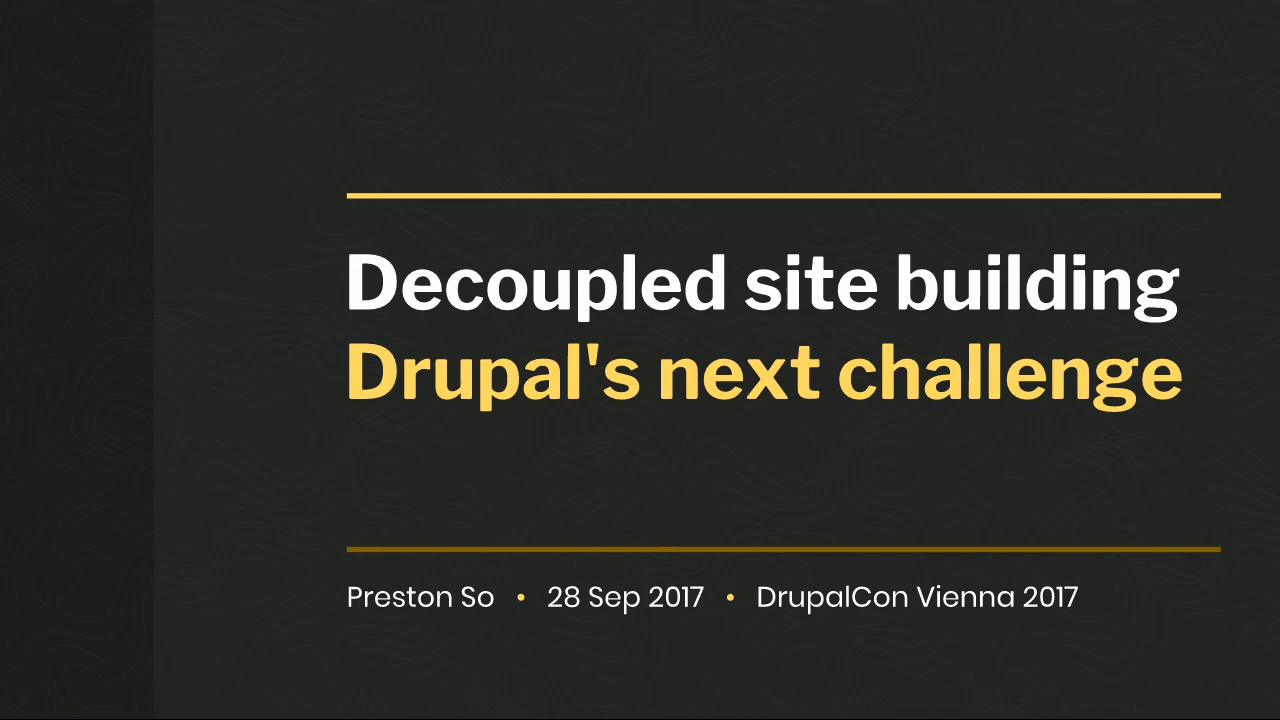 Decoupled site building
Drupal's next challenge
Preston So • 28 Sep 2017 • DrupalCon Vienna 2017